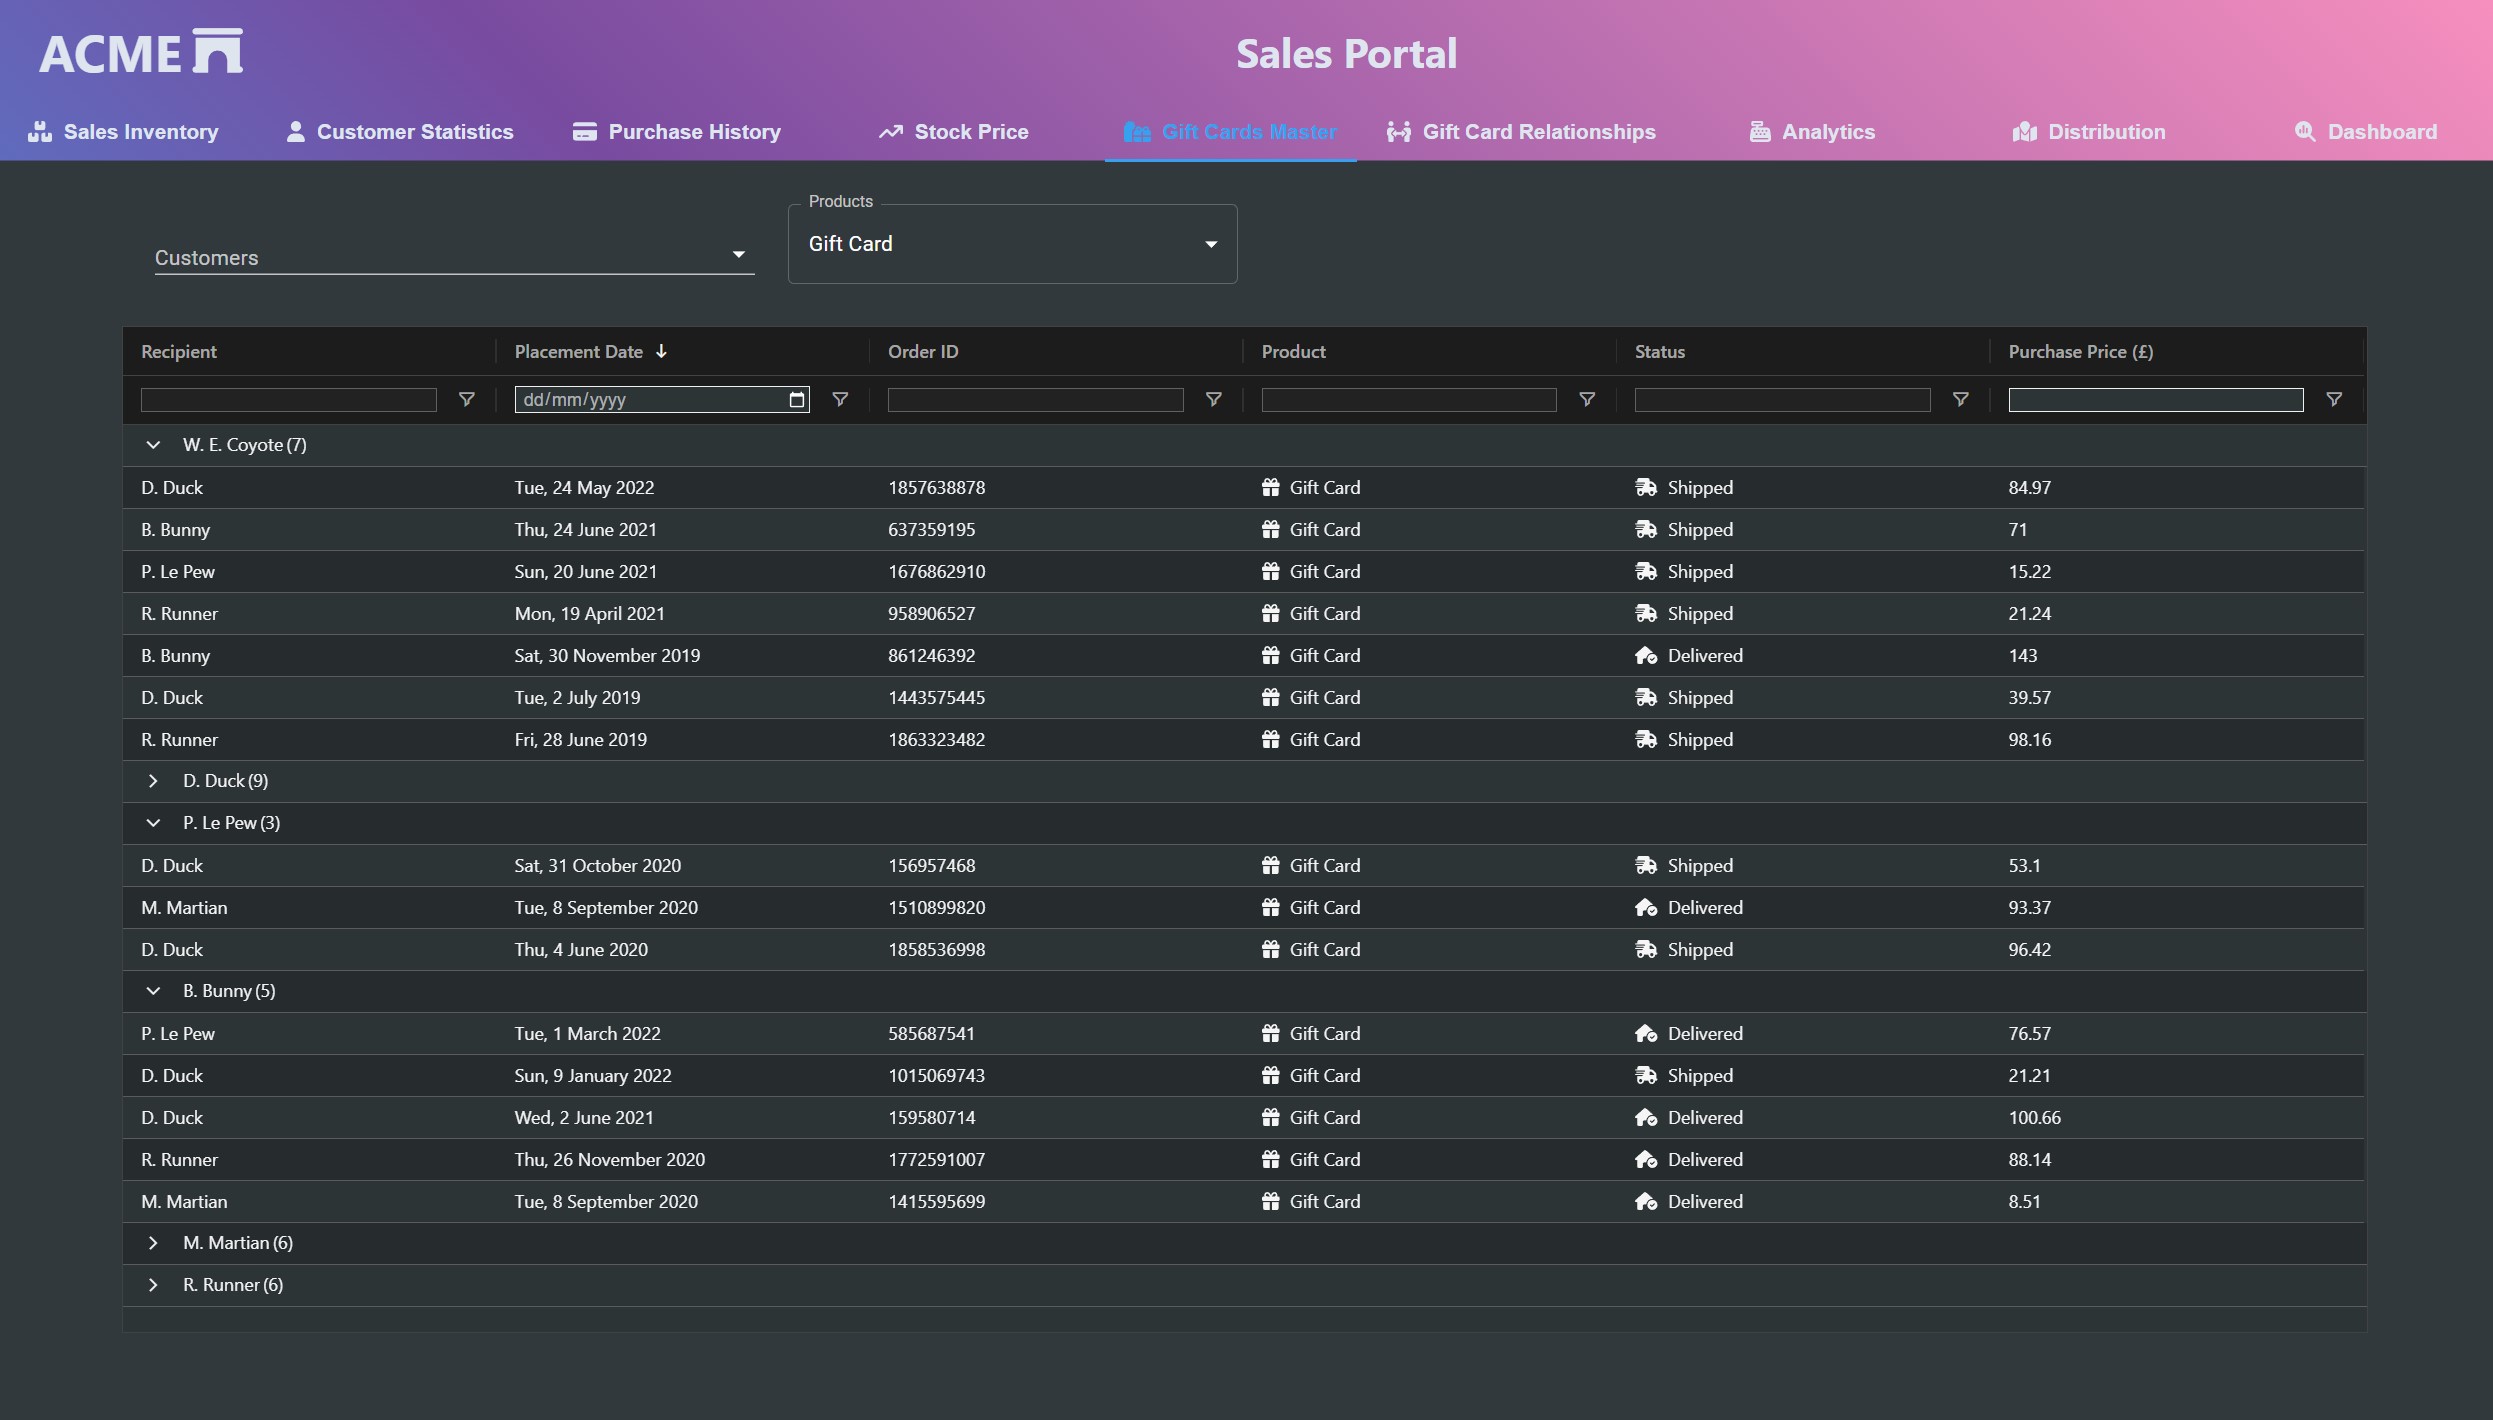 ACME
Sales Portal
Sales Inventory Customer Statistics Purchase History Stock Price Gift Cards Master Gift Card Relationships Analytics Distribution Dashboard
Products
Customers Gift Card
Recipient Placement Date Order ID Product Status Purchase Price (£)
dd/mm/yyyy
W. E. Coyote (7)
D. Duck Tue, 24 May 2022 1857638878 Gift Card Shipped 84.97
B. Bunny Thu, 24 June 2021 637359195 Gift Card Shipped 71
P. Le Pew Sun, 20 June 2021 1676862910 Gift Card Shipped 15.22
R. Runner Mon, 19 April 2021 958906527 Gift Card Shipped 21.24
B. Bunny Sat, 30 November 2019 861246392 Gift Card Delivered 143
D. Duck Tue, 2 July 2019 1443575445 Gift Card Shipped 39.57
R. Runner Fri, 28 June 2019 1863323482 Gift Card Shipped 98.16
D. Duck (9)
P. Le Pew (3)
D. Duck Sat, 31 October 2020 156957468 Gift Card Shipped 53.1
M. Martian Tue, 8 September 2020 1510899820 Gift Card Delivered 93.37
D. Duck Thu, 4 June 2020 1858536998 Gift Card Shipped 96.42
B. Bunny (5)
P. Le Pew Tue, 1 March 2022 585687541 Gift Card Delivered 76.57
D. Duck Sun, 9 January 2022 1015069743 Gift Card Shipped 21.21
D. Duck Wed, 2 June 2021 159580714 Gift Card Delivered 100.66
R. Runner Thu, 26 November 2020 1772591007 Gift Card Delivered 88.14
M. Martian Tue, 8 September 2020 1415595699 Gift Card Delivered 8.51
M. Martian (6)
R. Runner (6)